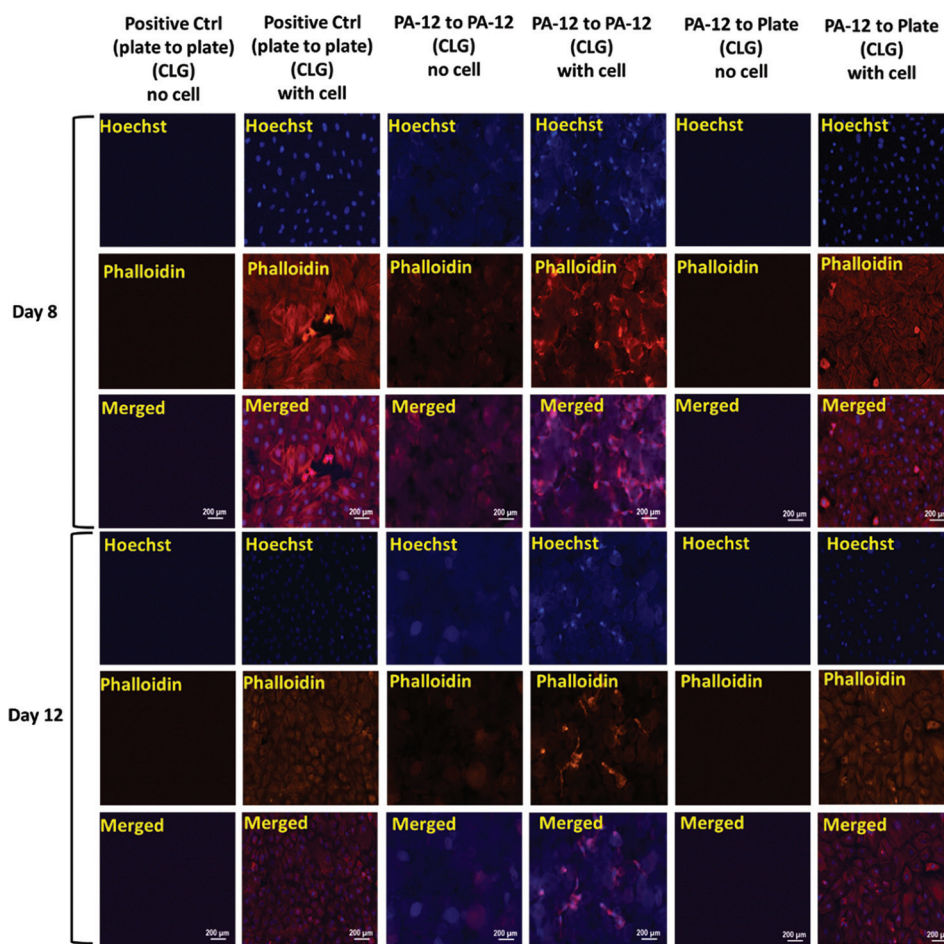 Positive Ctrl
(plate to plate)
(CLG)
no cell
Positive Ctrl
(plate to plate)
(CLG)
with cell
PA-12 to PA-12
(CLG)
no cell
PA-12 to PA-12
(CLG)
with cell
PA-12 to Plate
(CLG)
no cell
PA-12 to Plate
(CLG)
with cell
Day 8
Hoechst
Hoechst
Hoechst
Hoechst
Hoechst
Hoechst
Phalloidin
Phalloidin
Phalloidin
Phalloidin
Phalloidin
Phalloidin
Merged
Merged
Merged
Merged
Merged
Merged
200 µm
200 µm
200 µm
200 µm
200 µm
200 µm
Day 12
Hoechst
Hoechst
Hoechst
Hoechst
Hoechst
Hoechst
Phalloidin
Phalloidin
Phalloidin
Phalloidin
Phalloidin
Phalloidin
Merged
Merged
Merged
Merged
Merged
Merged
200 µm
200 µm
200 µm
200 µm
200 µm
200 µm